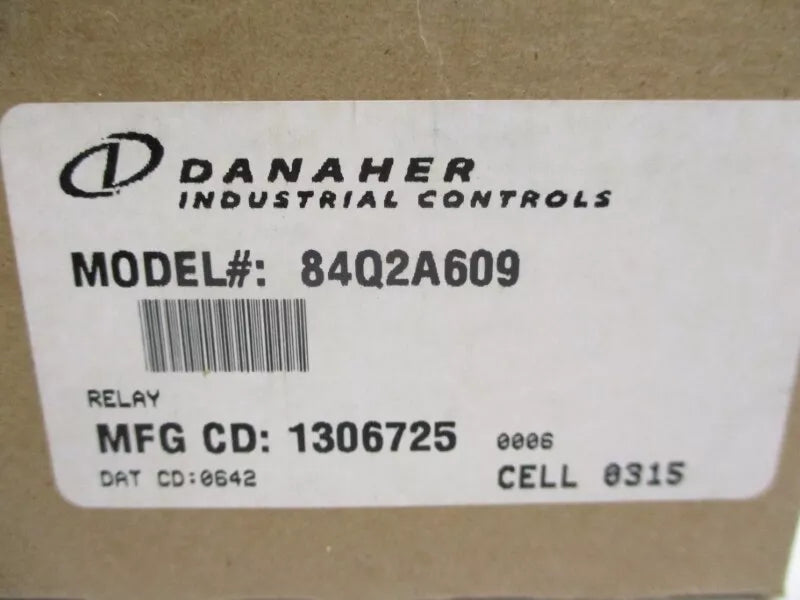 DANAHER
INDUSTRIAL CONTROLS
MODEL#: 84Q2A609
RELAY
MFG CD: 1306725 0006
DAT CD:0642 CELL 0315